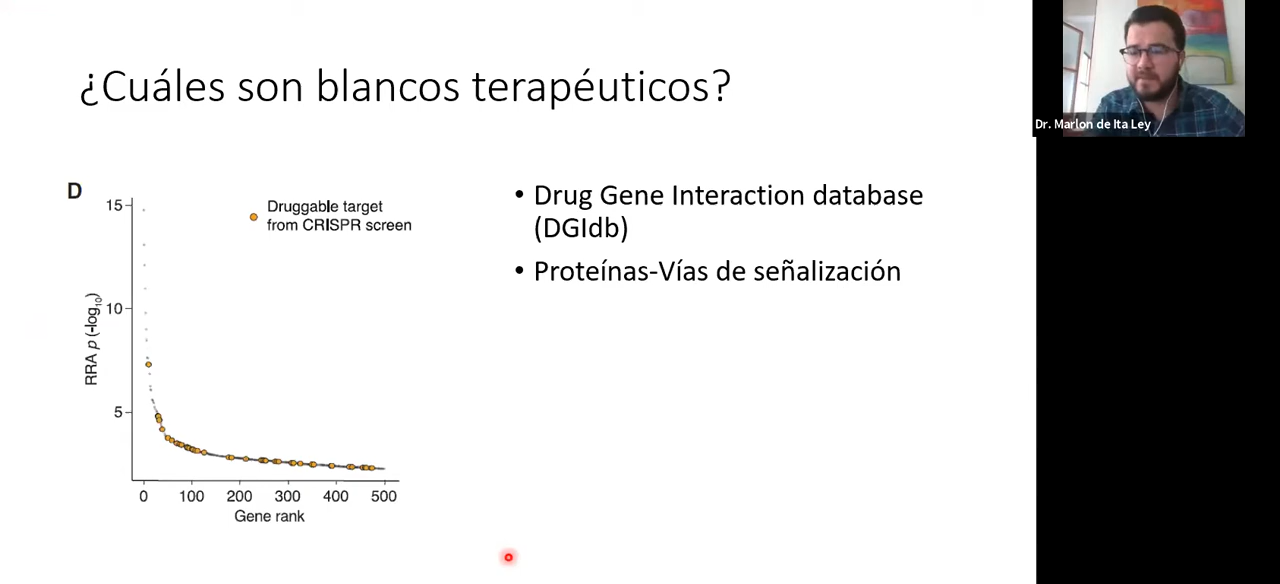 ¿Cuáles son blancos terapéuticos?
Dr. Marlon de Ita Ley
D
Druggable target
from CRISPR screen
• Drug Gene Interaction database
(DGIdb)
• Proteínas-Vías de señalización
RRA p (-log10)
15
10
5
0 100 200 300 400 500
Gene rank